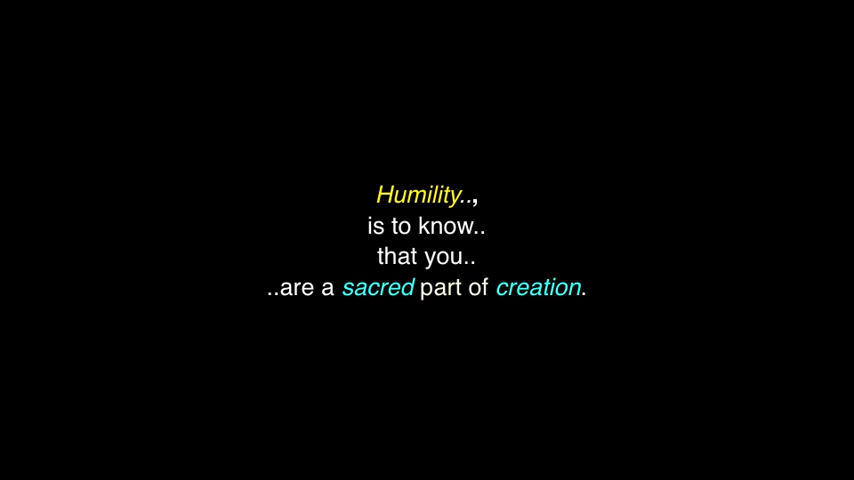 Humility..,
is to know..
that you..
..are a sacred part of creation.